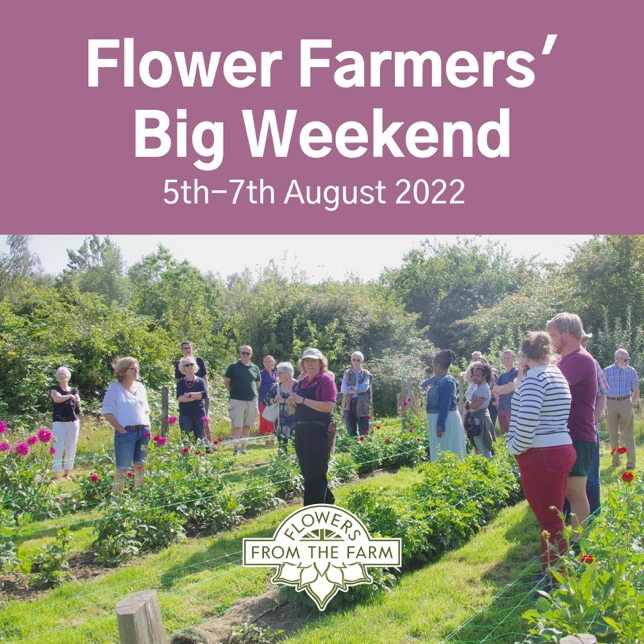 Flower Farmers’
Big Weekend
5th-7th August 2022
FLOWERS
FROM THE FARM